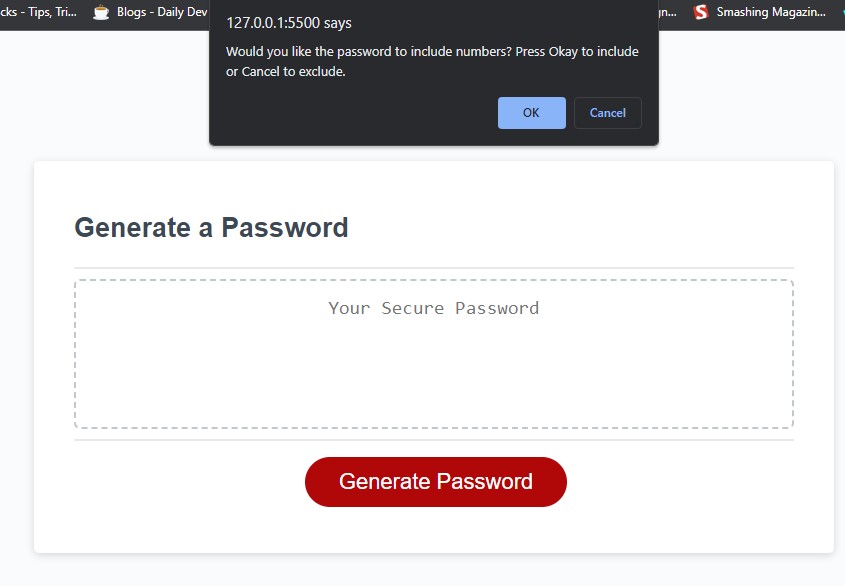 cks - Tips, Tri...
Blogs - Daily Dev
gn...
Smashing Magazin...
127.0.0.1:5500 says
Would you like the password to include numbers? Press Okay to include
or Cancel to exclude.
OK
Cancel
Generate a Password
Your Secure Password
Generate Password